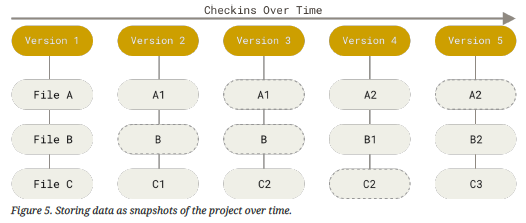 Checkins Over Time
Version 1 Version 2 Version 3 Version 4 Version 5
File A A1 A1 A2 A2
File B B B B1 B2
File C C1 C2 C2 C3
Figure 5. Storing data as snapshots of the project over time.